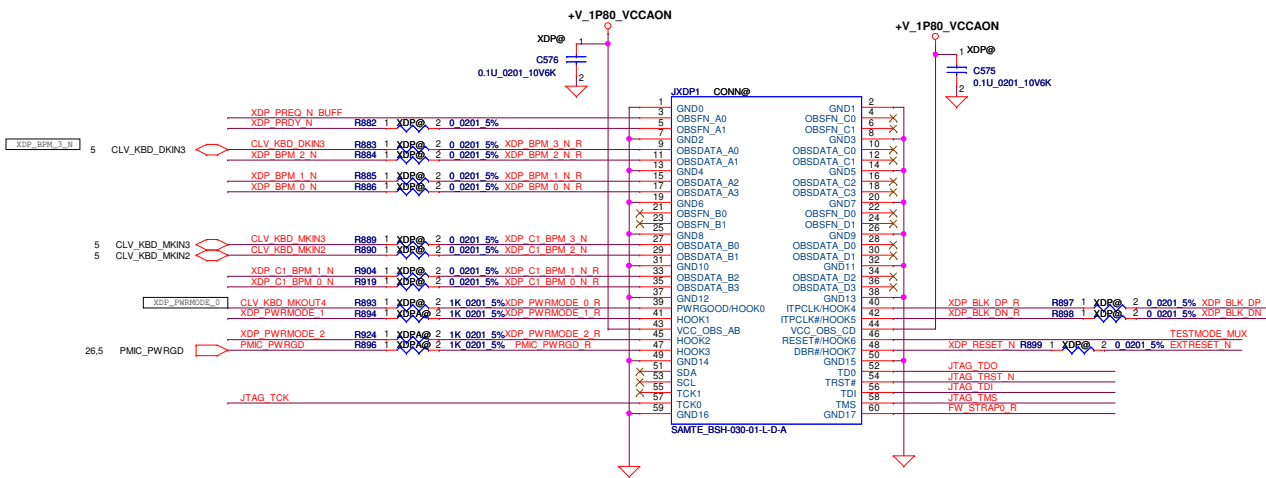 +V_1P80_VCCAON
+V_1P80_VCCAON
XDP@
1
C576
0.1U_0201_10V6K
2
1 XDP@
C575
0.1U_0201_10V6K
2
JXDP1 CONN@
1 GND0 GND1 2
XDP_PREQ_N_BUFF 3 OBSFN_A0 OBSFN_C0 4
XDP_PRDY_N R882 1 XDP@ 2 0_0201_5% 5 OBSFN_A1 OBSFN_C1 6
7 GND2 GND3 8
XDP_BPM_3_N 5 CLV_KBD_DKIN3 CLV_KBD_DKIN3 R883 1 XDP@ 2 0_0201_5% XDP_BPM_3_N_R 9 OBSDATA_A0 OBSDATA_C0 10
XDP_BPM_2_N R884 1 XDP@ 2 0_0201_5% XDP_BPM_2_N_R 11 OBSDATA_A1 OBSDATA_C1 12
13 GND4 GND5 14
XDP_BPM_1_N R885 1 XDP@ 2 0_0201_5% XDP_BPM_1_N_R 15 OBSDATA_A2 OBSDATA_C2 16
XDP_BPM_0_N R886 1 XDP@ 2 0_0201_5% XDP_BPM_0_N_R 17 OBSDATA_A3 OBSDATA_C3 18
19 GND6 GND7 20
21 OBSFN_B0 OBSFN_D0 22
23 OBSFN_B1 OBSFN_D1 24
25 GND8 GND9 26
5 CLV_KBD_MKIN3 CLV_KBD_MKIN3 R889 1 XDP@ 2 0_0201_5% XDP_C1_BPM_3_N 27 OBSDATA_B0 OBSDATA_D0 28
5 CLV_KBD_MKIN2 CLV_KBD_MKIN2 R890 1 XDP@ 2 0_0201_5% XDP_C1_BPM_2_N 29 OBSDATA_B1 OBSDATA_D1 30
31 GND10 GND11 32
XDP_C1_BPM_1_N R904 1 XDP@ 2 0_0201_5% XDP_C1_BPM_1_N_R 33 OBSDATA_B2 OBSDATA_D2 34
XDP_C1_BPM_0_N R919 1 XDP@ 2 0_0201_5% XDP_C1_BPM_0_N_R 35 OBSDATA_B3 OBSDATA_D3 36
37 GND12 GND13 38
XDP_PWRMODE_0 CLV_KBD_MKOUT4 R893 1 XDP@ 2 1K_0201_5% XDP_PWRMODE_0_R 39 PWRGOOD/HOOK0 ITPCLK/HOOK4 40 XDP_BLK_DP_R R897 1 XDP@ 2 0_0201_5% XDP_BLK_DP
XDP_PWRMODE_1 R894 1 XDPA@ 2 1K_0201_5% XDP_PWRMODE_1_R 41 HOOK1 ITPCLK#/HOOK5 42 XDP_BLK_DN_R R898 1 XDP@ 2 0_0201_5% XDP_BLK_DN
43 VCC_OBS_AB VCC_OBS_CD 44
XDP_PWRMODE_2 R924 1 XDPA@ 2 1K_0201_5% XDP_PWRMODE_2_R 45 HOOK2 RESET#/HOOK6 46 TESTMODE_MUX
26,5 PMIC_PWRGD PMIC_PWRGD R896 1 XDPA@ 2 1K_0201_5% PMIC_PWRGD_R 47 HOOK3 DBR#/HOOK7 48 XDP_RESET_N R899 1 XDP@ 2 0_0201_5% EXTRESET_N
49 GND14 GND15 50
51 SDA TD0 52 JTAG_TDO
53 SCL TRST# 54 JTAG_TRST_N
55 TCK1 TDI 56 JTAG_TDI
JTAG_TCK 57 TCK0 TMS 58 JTAG_TMS
59 GND16 GND17 60 FW_STRAP0_R
SAMTE_BSH-030-01-L-D-A